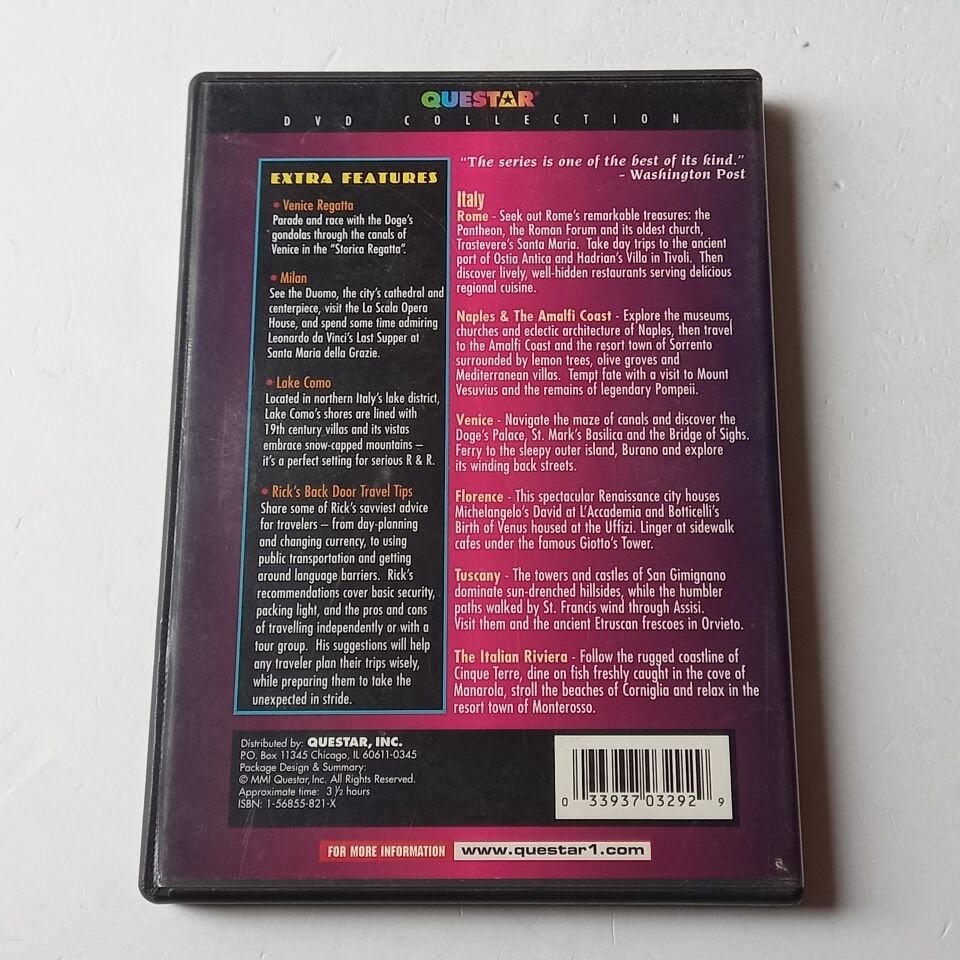 QUESTAR
DVD COLLECTION
EXTRA FEATURES
• Venice Regatta
Parade and race with the Doge's
gondolas through the canals of
Venice in the "Storica Regatta".
• Milan
See the Duomo, the city's cathedral and
centerpiece, visit the La Scala Opera
House, and spend some time admiring
Leonardo da Vinci's Last Supper at
Santa Maria della Grazie.
• Lake Como
Located in northern Italy's lake district,
Lake Como's shores are lined with
19th century villas and its vistas
embrace snow-capped mountains –
it's a perfect setting for serious R & R.
• Rick's Back Door Travel Tips
Share some of Rick's savviest advice
for travelers – from day-planning
and changing currency, to using
public transportation and getting
around language barriers. Rick's
recommendations cover basic security,
packing light, and the pros and cons
of travelling independently or with a
tour group. His suggestions will help
any traveler plan their trips wisely,
while preparing them to take the
unexpected in stride.
"The series is one of the best of its kind."
- Washington Post
Italy
Rome - Seek out Rome's remarkable treasures: the
Pantheon, the Roman Forum and its oldest church,
Trastevere's Santa Maria. Take day trips to the ancient
port of Ostia Antica and Hadrian's Villa in Tivoli. Then
discover lively, well-hidden restaurants serving delicious
regional cuisine.
Naples & The Amalfi Coast - Explore the museums,
churches and eclectic architecture of Naples, then travel
to the Amalfi Coast and the resort town of Sorrento
surrounded by lemon trees, olive groves and
Mediterranean villas. Tempt fate with a visit to Mount
Vesuvius and the remains of legendary Pompeii.
Venice - Navigate the maze of canals and discover the
Doge's Palace, St. Mark's Basilica and the Bridge of Sighs.
Ferry to the sleepy outer island, Burano and explore
its winding back streets.
Florence - This spectacular Renaissance city houses
Michelangelo's David at L'Accademia and Botticelli's
Birth of Venus housed at the Uffizi. Linger at sidewalk
cafes under the famous Giotto's Tower.
Tuscany - The towers and castles of San Gimignano
dominate sun-drenched hillsides, while the humbler
paths walked by St. Francis wind through Assisi.
Visit them and the ancient Etruscan frescoes in Orvieto.
The Italian Riviera - Follow the rugged coastline of
Cinque Terre, dine on fish freshly caught in the cove of
Manarola, stroll the beaches of Corniglia and relax in the
resort town of Monterosso.
Distributed by: QUESTAR, INC.
P.O. Box 11345 Chicago, IL 60611-0345
Package Design & Summary:
© MMI Questar, Inc. All Rights Reserved.
Approximate time: 3 ½ hours
ISBN: 1-56855-821-X
0 33937 03292 9
FOR MORE INFORMATION www.questar1.com